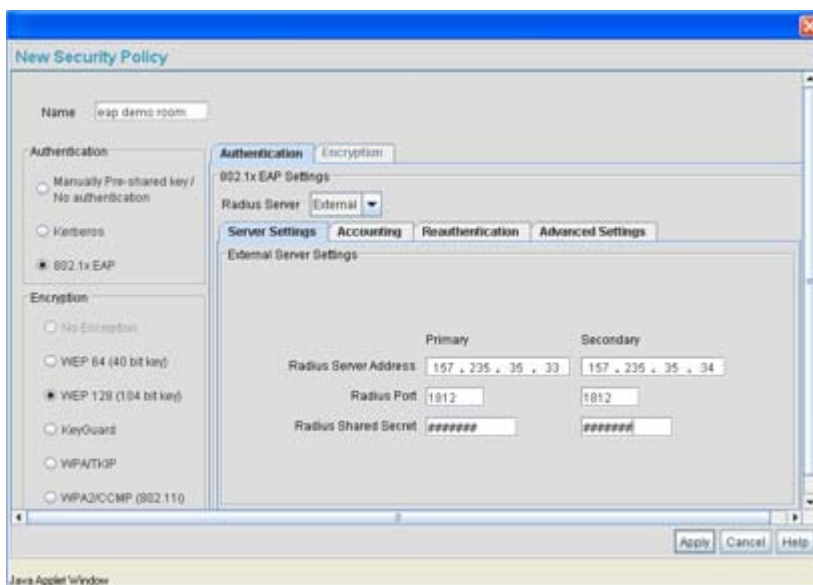 New Security Policy
Name eap demo room
Authentication
Manually Pre-shared key /
No authentication
Kerberos
802.1x EAP
Encryption
No Encryption
WEP 64 (40 bit key)
WEP 128 (104 bit key)
KeyGuard
WPA/TKIP
WPA2/CCMP (802.11i)
Authentication Encryption
802.1x EAP Settings
Radius Server External
Server Settings Accounting Reauthentication Advanced Settings
External Server Settings
Primary Secondary
Radius Server Address 157 . 235 . 35 . 33 157 . 235 . 35 . 34
Radius Port 1812 1812
Radius Shared Secret ####### #######
Apply Cancel Help
Java Applet Window